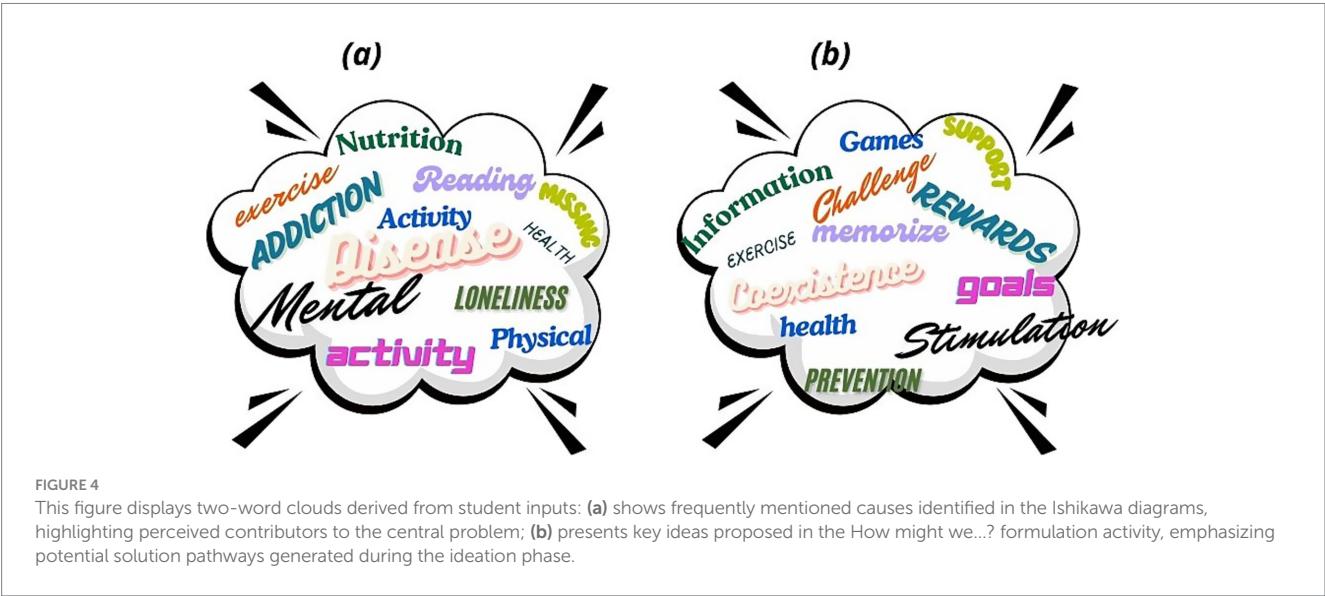 (a)
Nutrition
exercise
Reading
ADDICTION
MISSING
Activity
HEALTH
Disease
Mental
LONELINESS
Physical
activity
(b)
Games
SUPPORT
Information
Challenge
REWARDS
EXERCISE
memorize
Coexistence
goals
health
Stimulation
PREVENTION
FIGURE 4
This figure displays two-word clouds derived from student inputs: (a) shows frequently mentioned causes identified in the Ishikawa diagrams,
highlighting perceived contributors to the central problem; (b) presents key ideas proposed in the How might we...? formulation activity, emphasizing
potential solution pathways generated during the ideation phase.